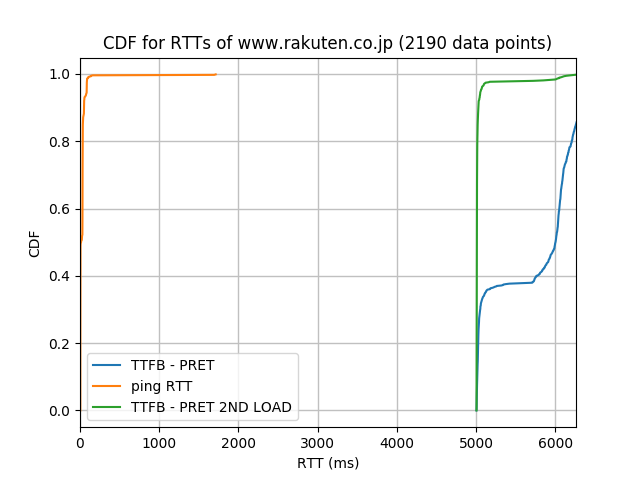 CDF for RTTs of www.rakuten.co.jp (2190 data points)
1.0
0.8
0.6
0.4
0.2
0.0
CDF
TTFB - PRET
ping RTT
TTFB - PRET 2ND LOAD
0 1000 2000 3000 4000 5000 6000
RTT (ms)